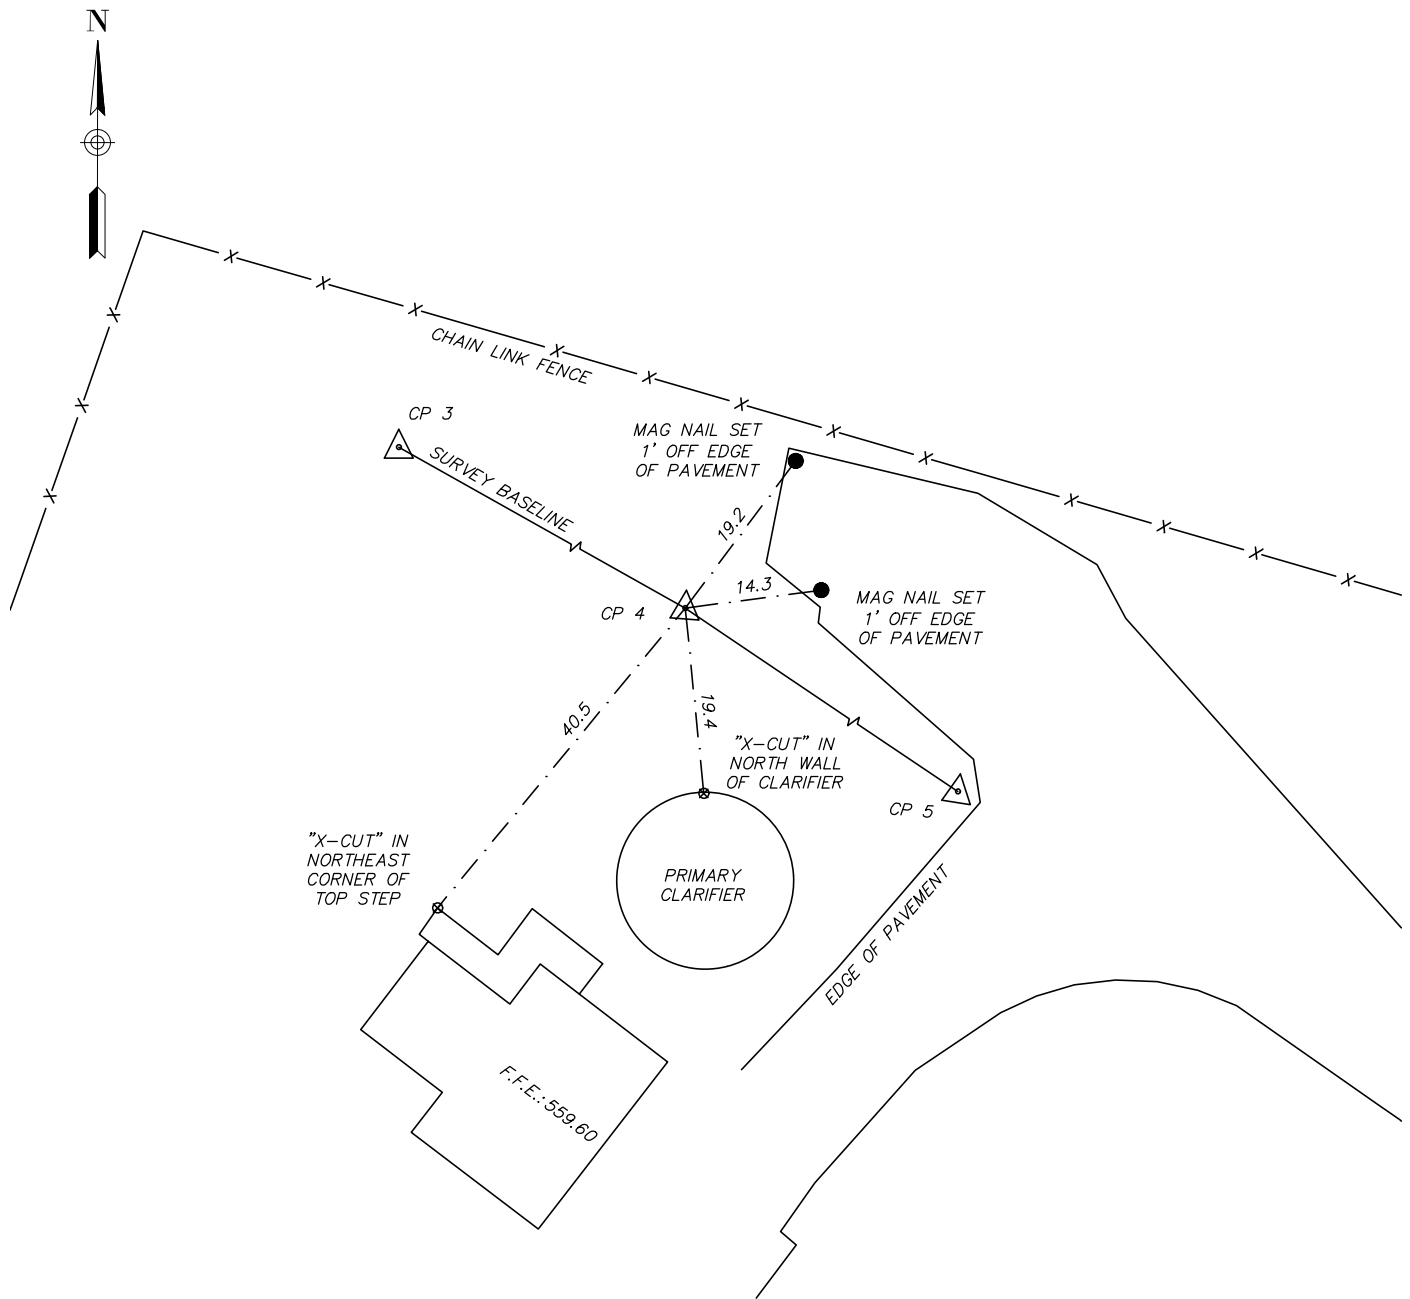 N
CHAIN LINK FENCE
CP 3
SURVEY BASELINE
MAG NAIL SET
1' OFF EDGE
OF PAVEMENT
19.2
14.3
CP 4
MAG NAIL SET
1' OFF EDGE
OF PAVEMENT
40.5
19.4
"X-CUT" IN
NORTH WALL
OF CLARIFIER
CP 5
"X-CUT" IN
NORTHEAST
CORNER OF
TOP STEP
PRIMARY
CLARIFIER
EDGE OF PAVEMENT
F.F.E.: 559.60